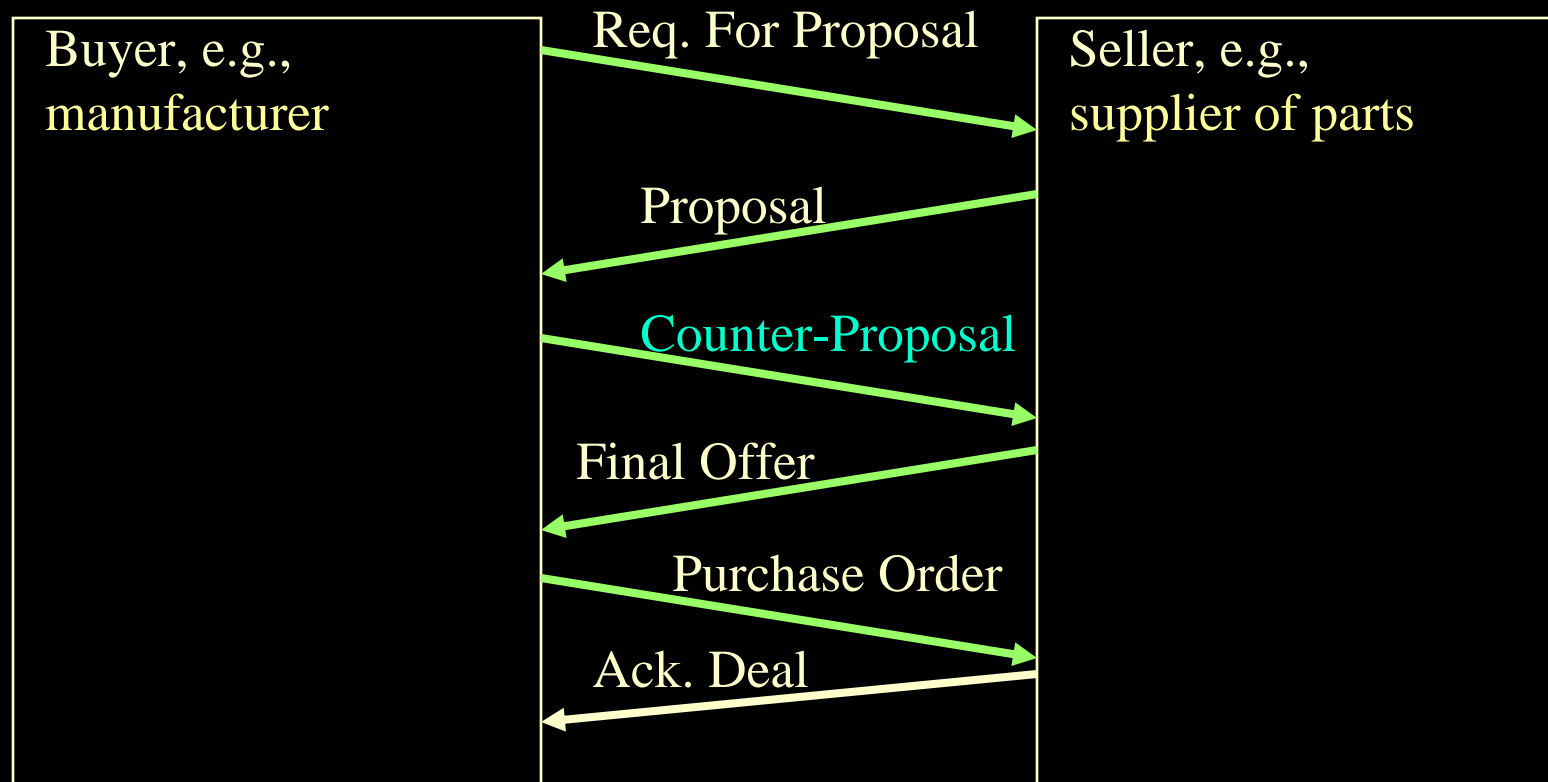 Buyer, e.g.,
manufacturer
Req. For Proposal
Seller, e.g.,
supplier of parts
Proposal
Counter-Proposal
Final Offer
Purchase Order
Ack. Deal